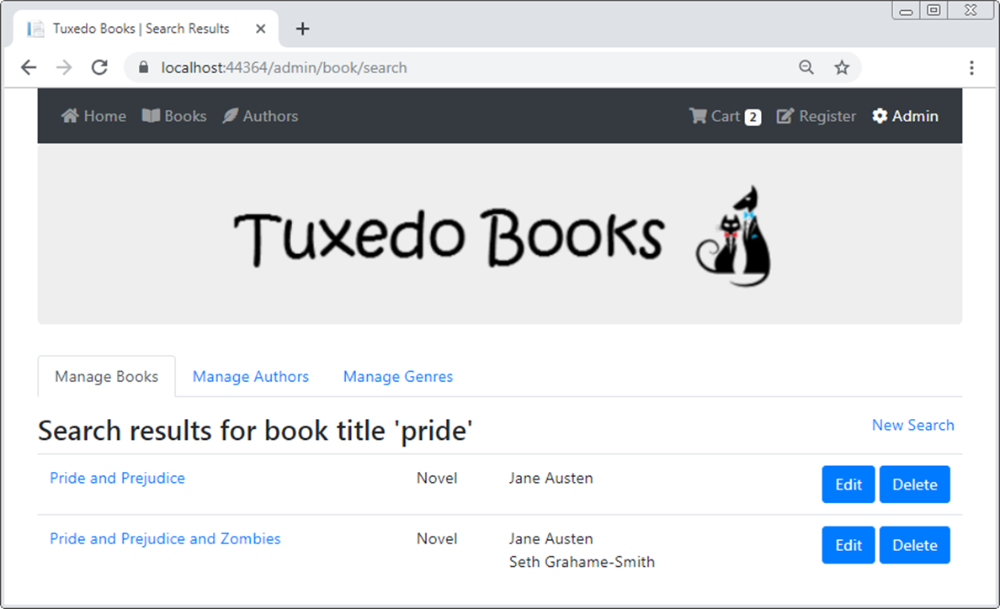 Tuxedo Books | Search Results
localhost:44364/admin/book/search
Home Books Authors Cart 2 Register Admin
Tuxedo Books
Manage Books Manage Authors Manage Genres
Search results for book title 'pride' New Search
Pride and Prejudice Novel Jane Austen Edit Delete
Pride and Prejudice and Zombies Novel Jane Austen Edit Delete
Seth Grahame-Smith